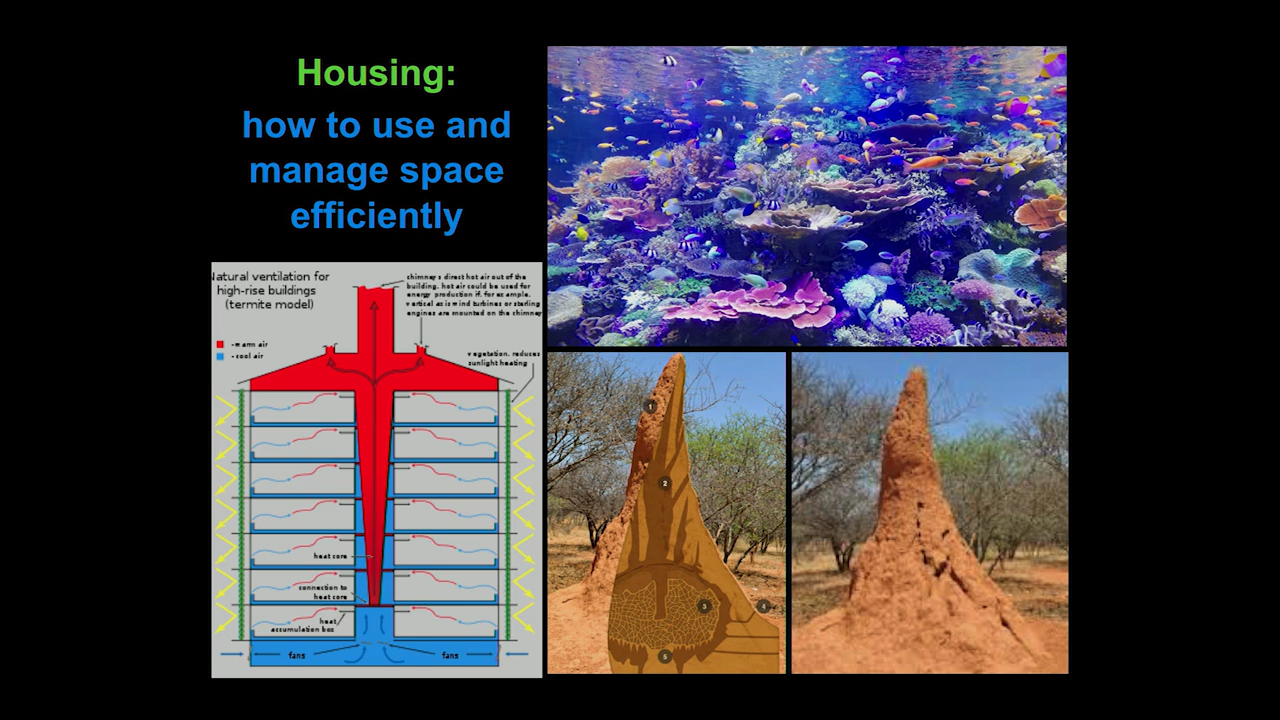 Housing:
how to use and
manage space
efficiently
Natural ventilation for
high-rise buildings
(termite model)
-warm air
-cool air
chimneys direct hot air out of the
building. hot air could be used for
energy production if. for example.
vertical axis wind turbines or sterling
engines are mounted on the chimney
vegetation. reduces
sunlight heating
heat core
connection to
heat core
heat
accumulation box
fans
fans
1
2
3
4
5